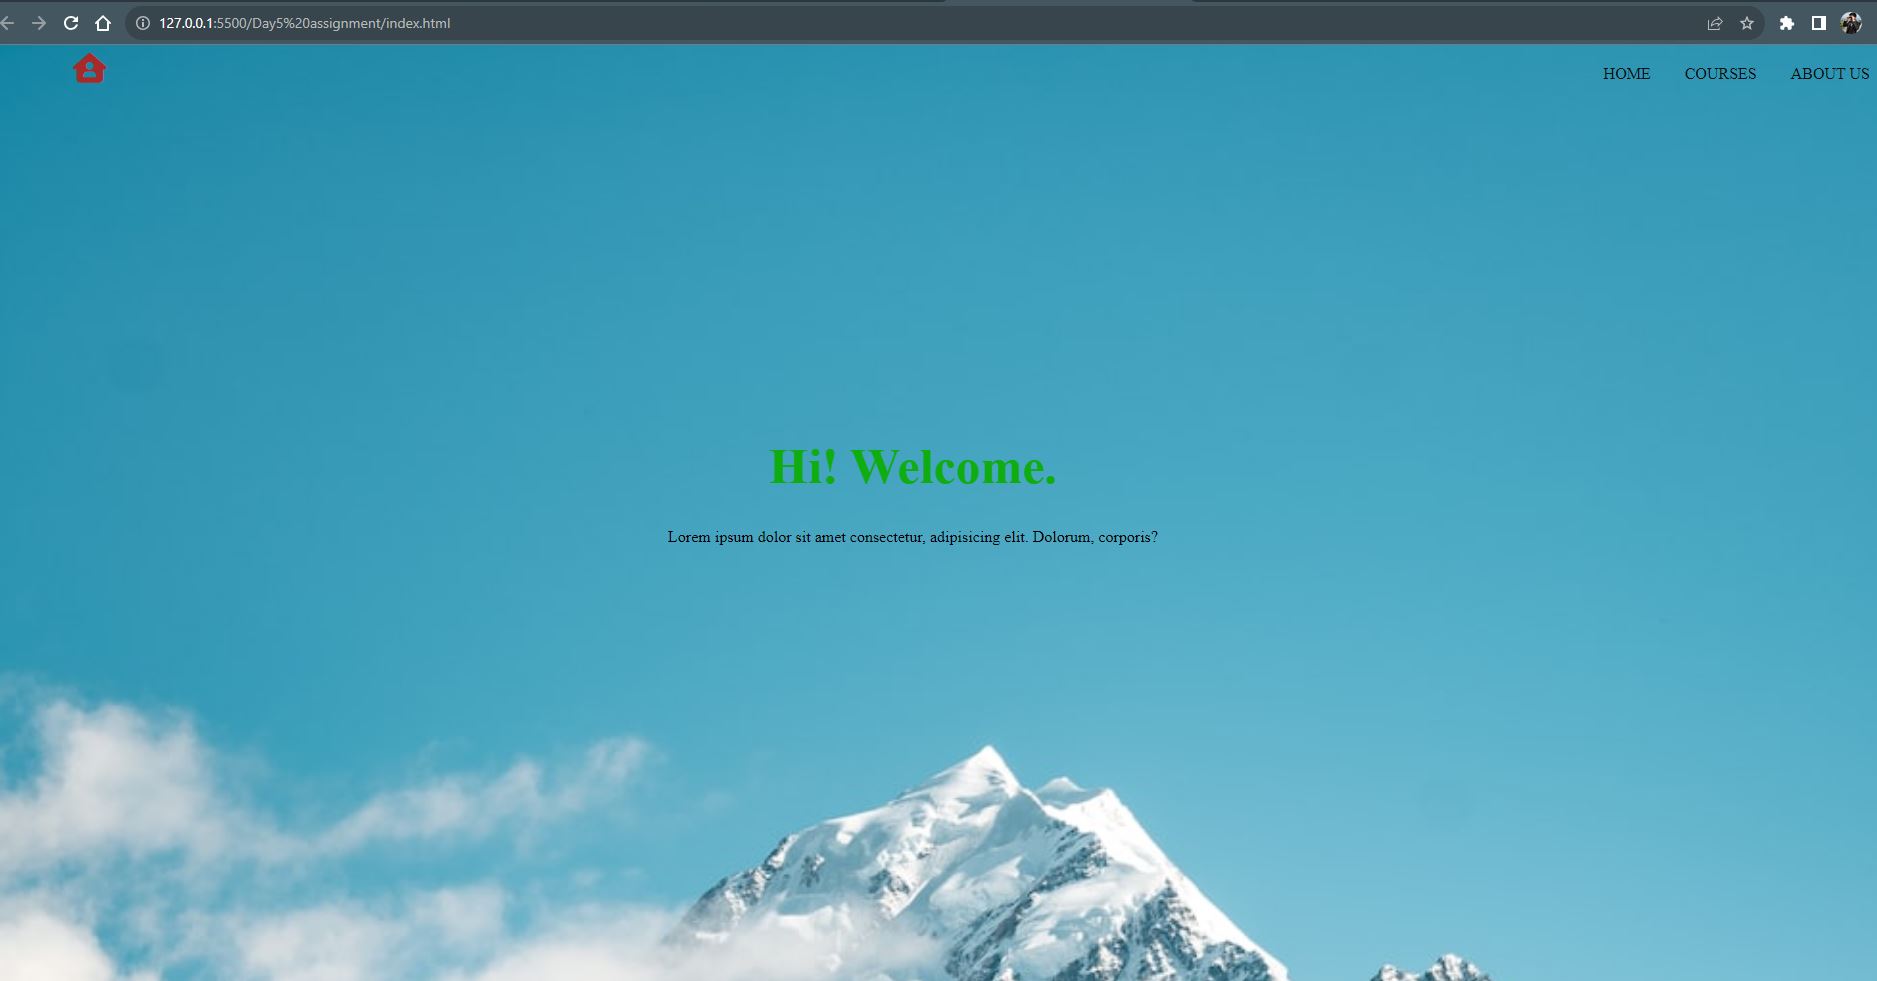 127.0.0.1:5500/Day5%20assignment/index.html
HOME COURSES ABOUT US
Hi! Welcome.
Lorem ipsum dolor sit amet consectetur, adipisicing elit. Dolorum, corporis?